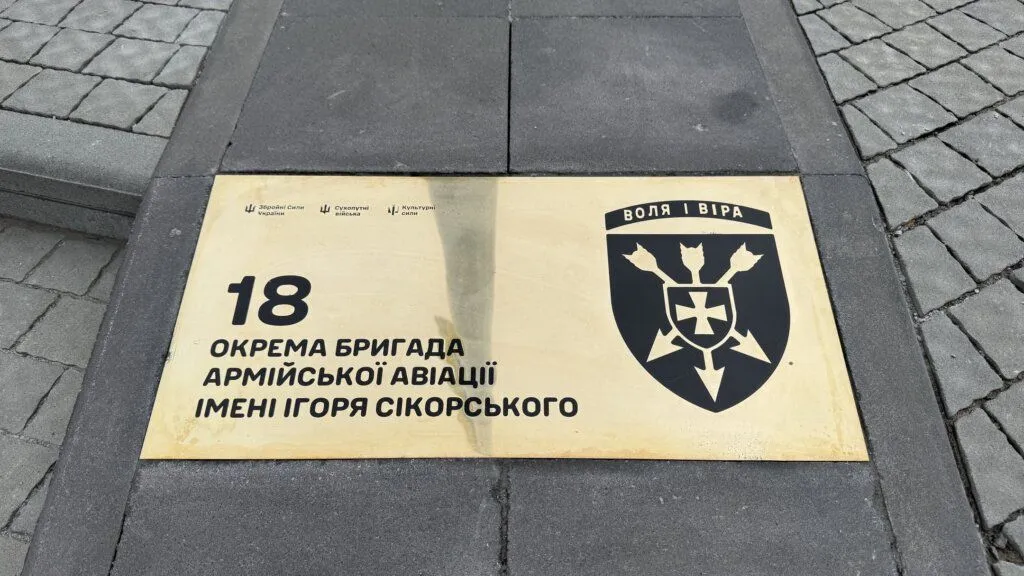 Збройні Сили
України
Сухопутні
війська
Культурні
сили
ВОЛЯ І ВІРА
18
ОКРЕМА БРИГАДА
АРМІЙСЬКОЇ АВІАЦІЇ
ІМЕНІ ІГОРЯ СІКОРСЬКОГО